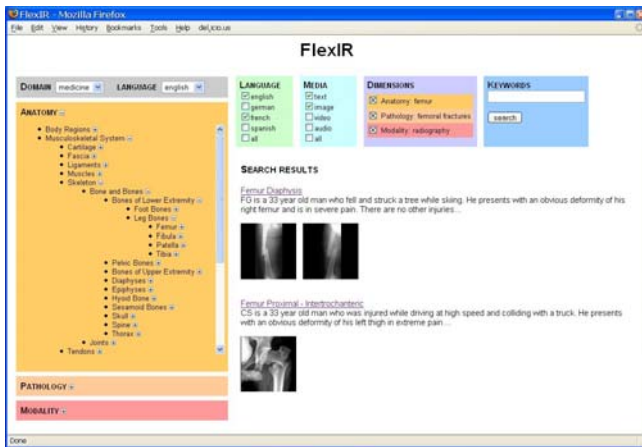 FlexIR - Mozilla Firefox
File Edit View History Bookmarks Tools Help del.icio.us
FlexIR
DOMAIN medicine LANGUAGE english
ANATOMY
Body Regions
Musculoskeletal System
Cartilage
Fascia
Ligaments
Muscles
Skeleton
Bone and Bones
Bones of Lower Extremity
Foot Bones
Leg Bones
Femur
Fibula
Patella
Tibia
Pelvic Bones
Bones of Upper Extremity
Diaphyses
Epiphyses
Hyoid Bone
Sesamoid Bones
Skull
Spine
Thorax
Joints
Tendons
PATHOLOGY
MODALITY
LANGUAGE
english
german
french
spanish
all
MEDIA
text
image
video
audio
all
DIMENSIONS
Anatomy: femur
Pathology: femoral fractures
Modality: radiography
KEYWORDS
search
SEARCH RESULTS
Femur Diaphysis
FG is a 33 year old man who fell and struck a tree while skiing. He presents with an obvious deformity of his
right femur and is in severe pain. There are no other injuries...
Femur Proximal - Intertrochanteric
CS is a 33 year old man who was injured while driving at high speed and colliding with a truck. He presents
with an obvious deformity of his left thigh in extreme pain...
Done